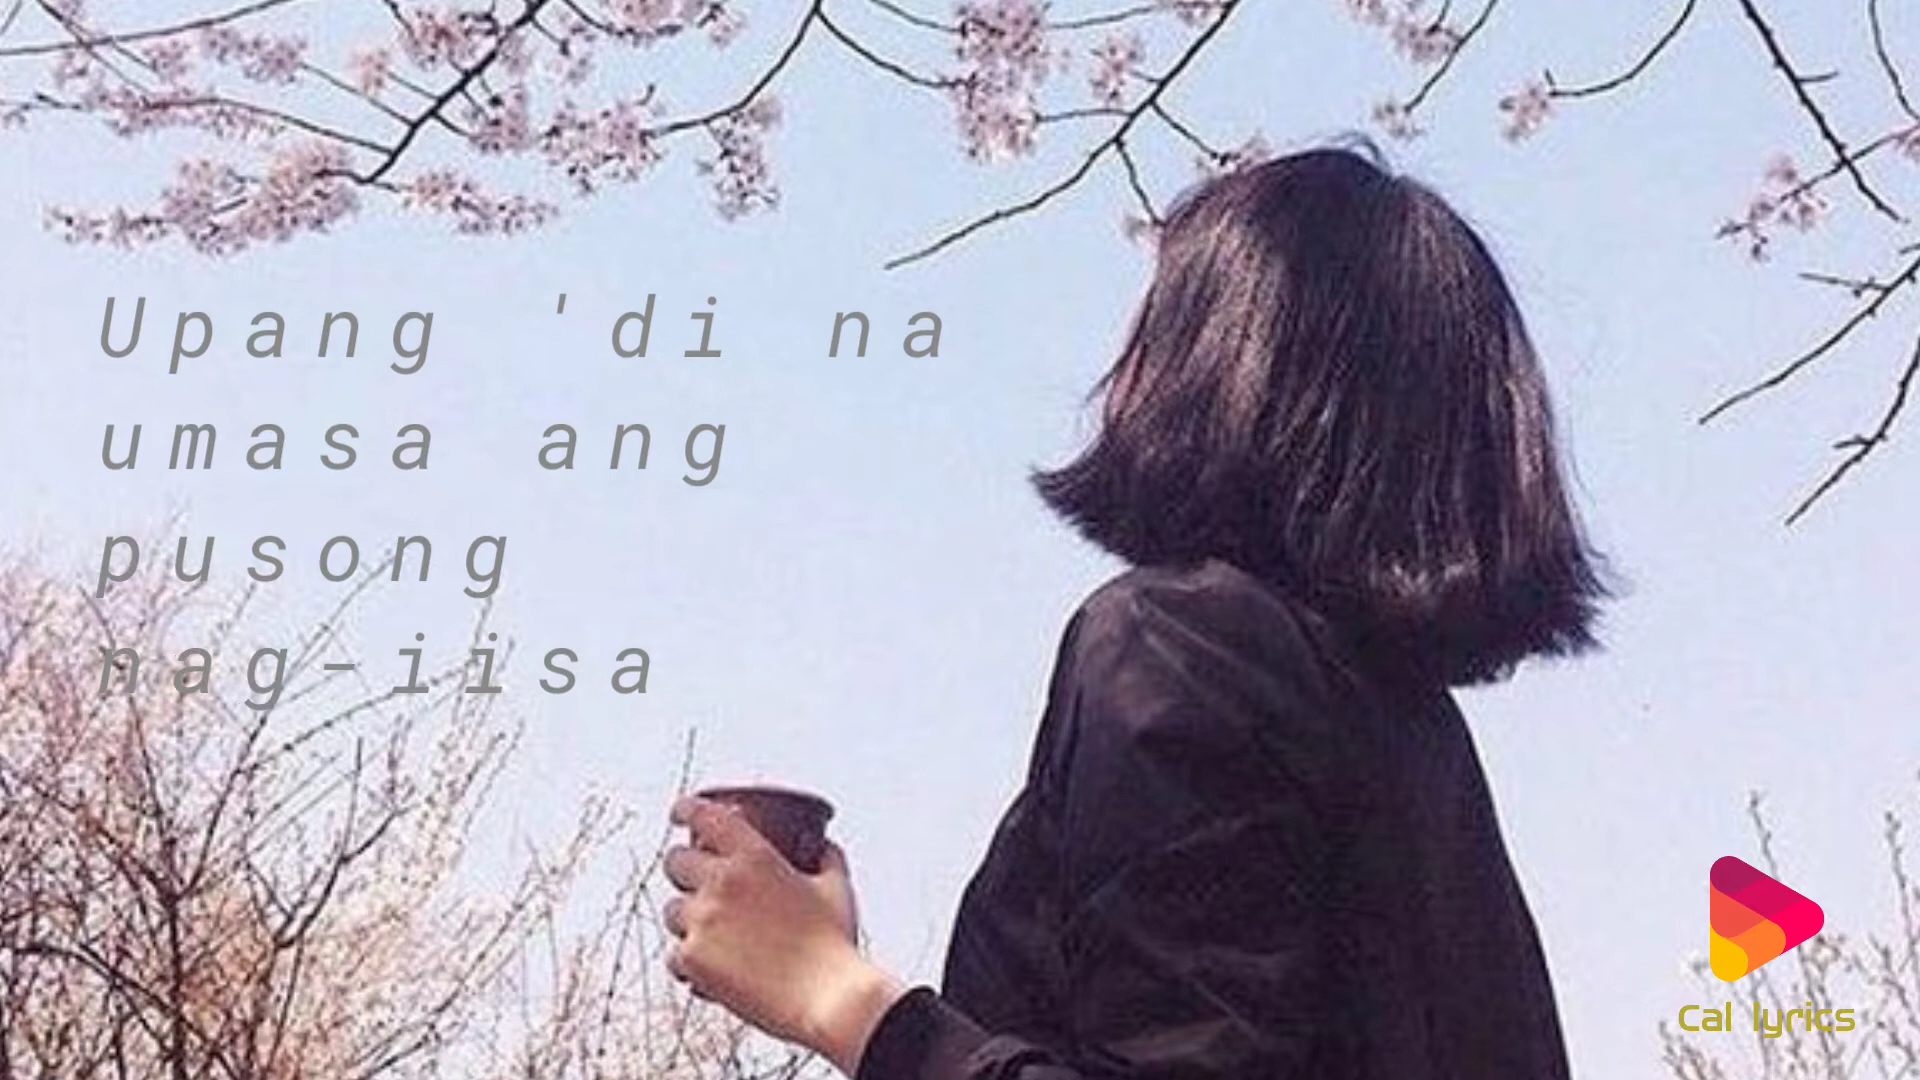 Upang 'di na
umasa ang
pusong
nag-iisa
Cal lyrics